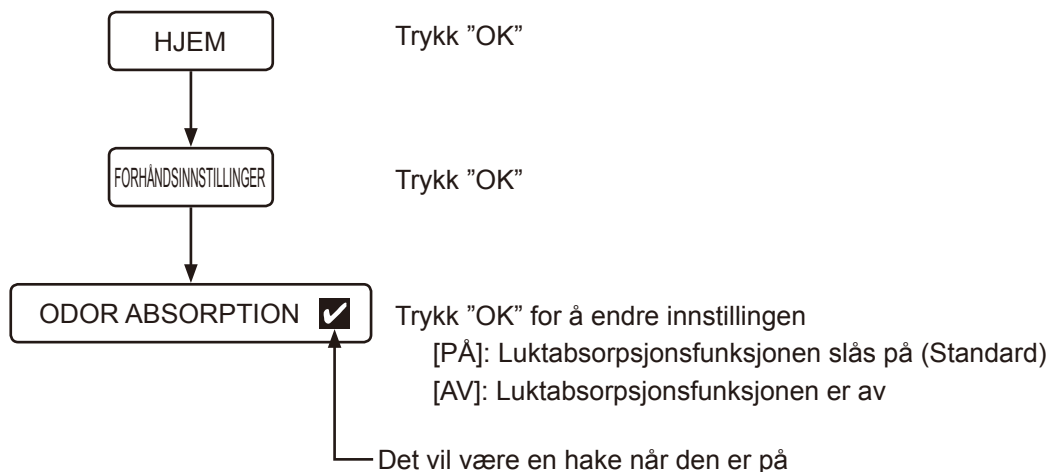 HJEM
Trykk ”OK”
FORHÅNDSINNSTILLINGER
Trykk ”OK”
ODOR ABSORPTION ✔
Trykk ”OK” for å endre innstillingen
[PÅ]: Luktabsorpsjonsfunksjonen slås på (Standard)
[AV]: Luktabsorpsjonsfunksjonen er av
Det vil være en hake når den er på